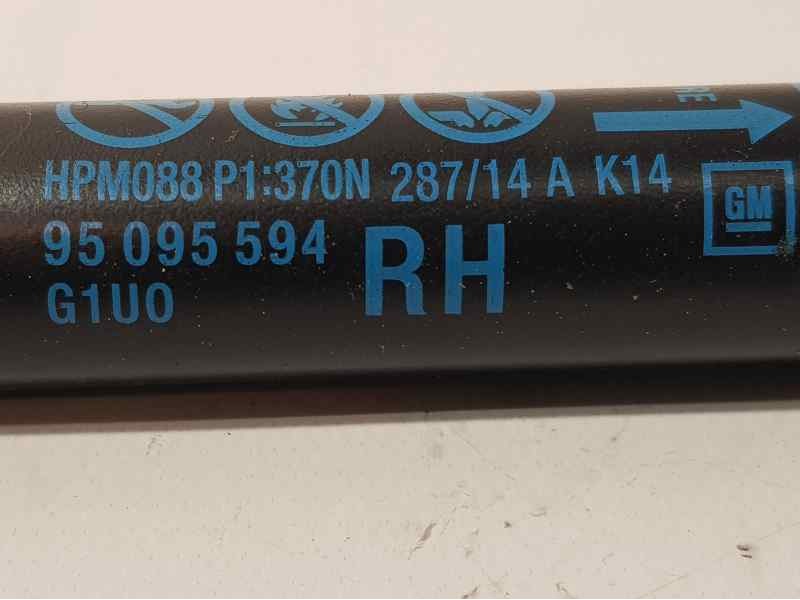 HPM088 P1:370N 287/14 A K14
95 095 594 RH
G1U0
GM